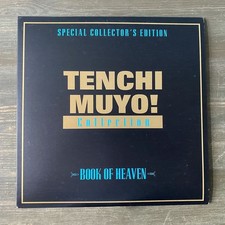 SPECIAL COLLECTOR'S EDITION
TENCHI
MUYO!
Collection
BOOK OF HEAVEN